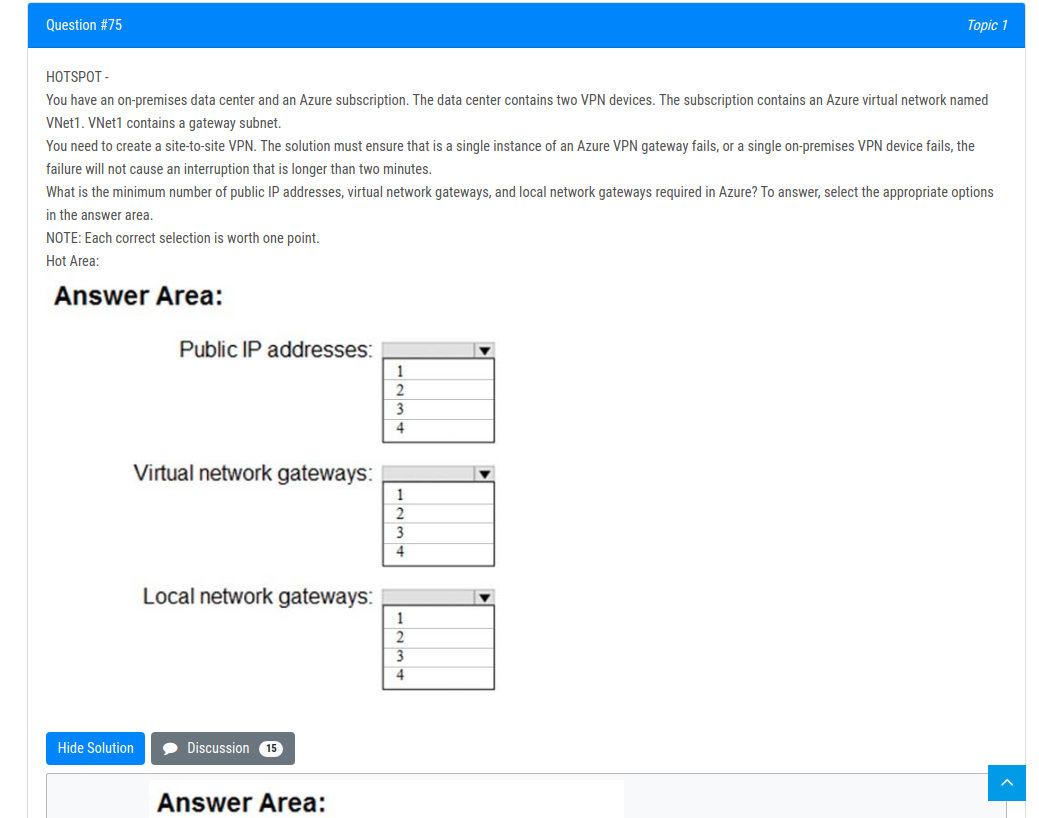 Question #75
Topic 1
HOTSPOT -
You have an on-premises data center and an Azure subscription. The data center contains two VPN devices. The subscription contains an Azure virtual network named
VNet1. VNet1 contains a gateway subnet.
You need to create a site-to-site VPN. The solution must ensure that is a single instance of an Azure VPN gateway fails, or a single on-premises VPN device fails, the
failure will not cause an interruption that is longer than two minutes.
What is the minimum number of public IP addresses, virtual network gateways, and local network gateways required in Azure? To answer, select the appropriate options
in the answer area.
NOTE: Each correct selection is worth one point.
Hot Area:
Answer Area:
Public IP addresses:
1
2
3
4
Virtual network gateways:
1
2
3
4
Local network gateways:
1
2
3
4
Hide Solution
Discussion 15
Answer Area: